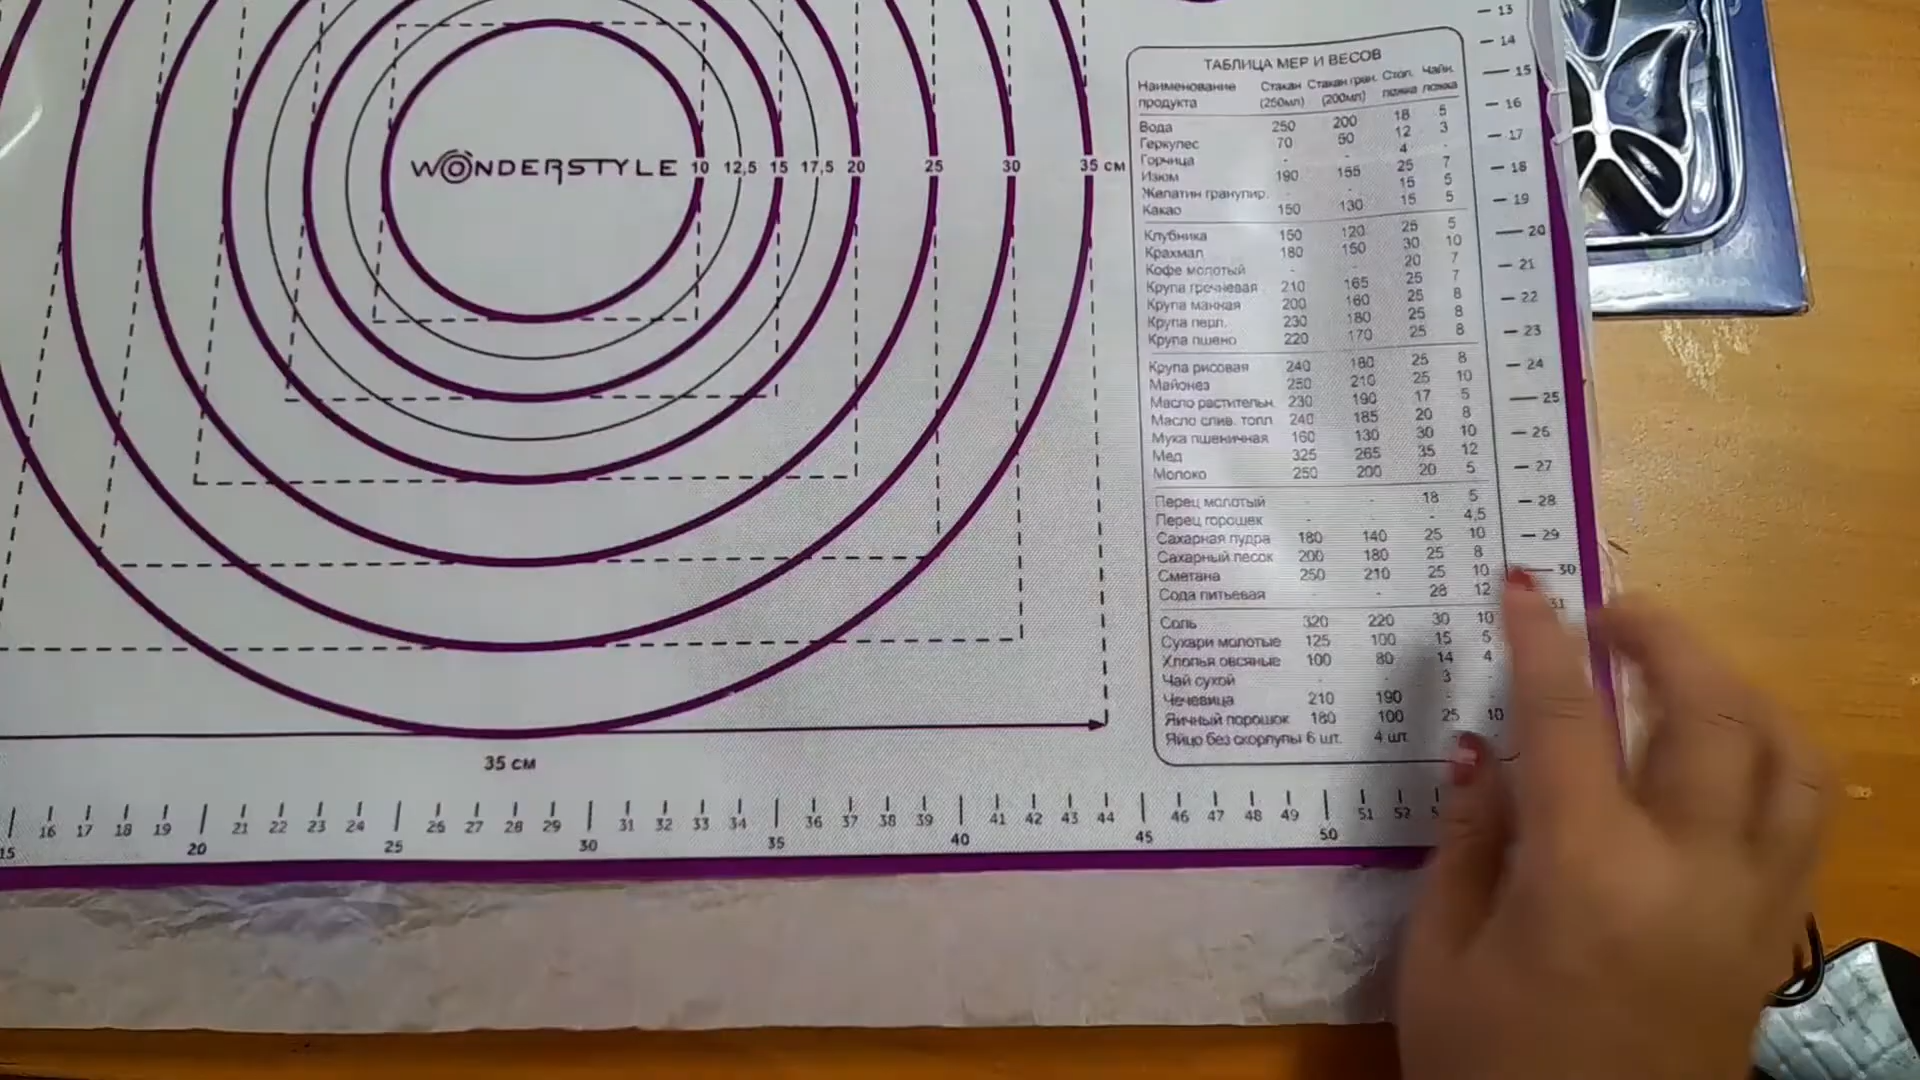 WONDERSTYLE 10 12,5 15 17,5 20 25 30 35 см
35 см
ТАБЛИЦА МЕР И ВЕСОВ
Наименование продукта Стакан (250мл) Стакан гран. (200мл) Стол. ложка Чайн. ложка
Вода 250 200 18 5
Геркулес 70 50 12 3
Горчица - - 4 -
Изюм 190 155 25 7
Желатин гранулир. - - 15 5
Какао 150 130 15 5
Клубника 150 120 25 5
Крахмал 180 150 30 10
Кофе молотый - - 20 7
Крупа гречневая 210 165 25 7
Крупа манная 200 160 25 8
Крупа перл. 230 180 25 8
Крупа пшено 220 170 25 8
Крупа рисовая 240 180 25 8
Майонез 250 210 25 10
Масло растительн. 230 190 17 5
Масло слив. топл. 240 185 20 8
Мука пшеничная 160 130 30 10
Мед 325 265 35 12
Молоко 250 200 20 5
Перец молотый - - 18 5
Перец горошек - - - 4,5
Сахарная пудра 180 140 25 10
Сахарный песок 200 180 25 8
Сметана 250 210 25 10
Сода питьевая - - 28 12
Соль 320 220 30 10
Сухари молотые 125 100 15 5
Хлопья овсяные 100 80 14 4
Чай сухой - - 3 -
Чечевица 210 190 - -
Яичный порошок 180 100 25 10
Яйцо без скорлупы 6 шт. 4 шт.
13
14
15
16
17
18
19
20
21
22
23
24
25
26
27
28
29
30
31
15 16 17 18 19 20 21 22 23 24 25 26 27 28 29 30 31 32 33 34 35 36 37 38 39 40 41 42 43 44 45 46 47 48 49 50 51 52